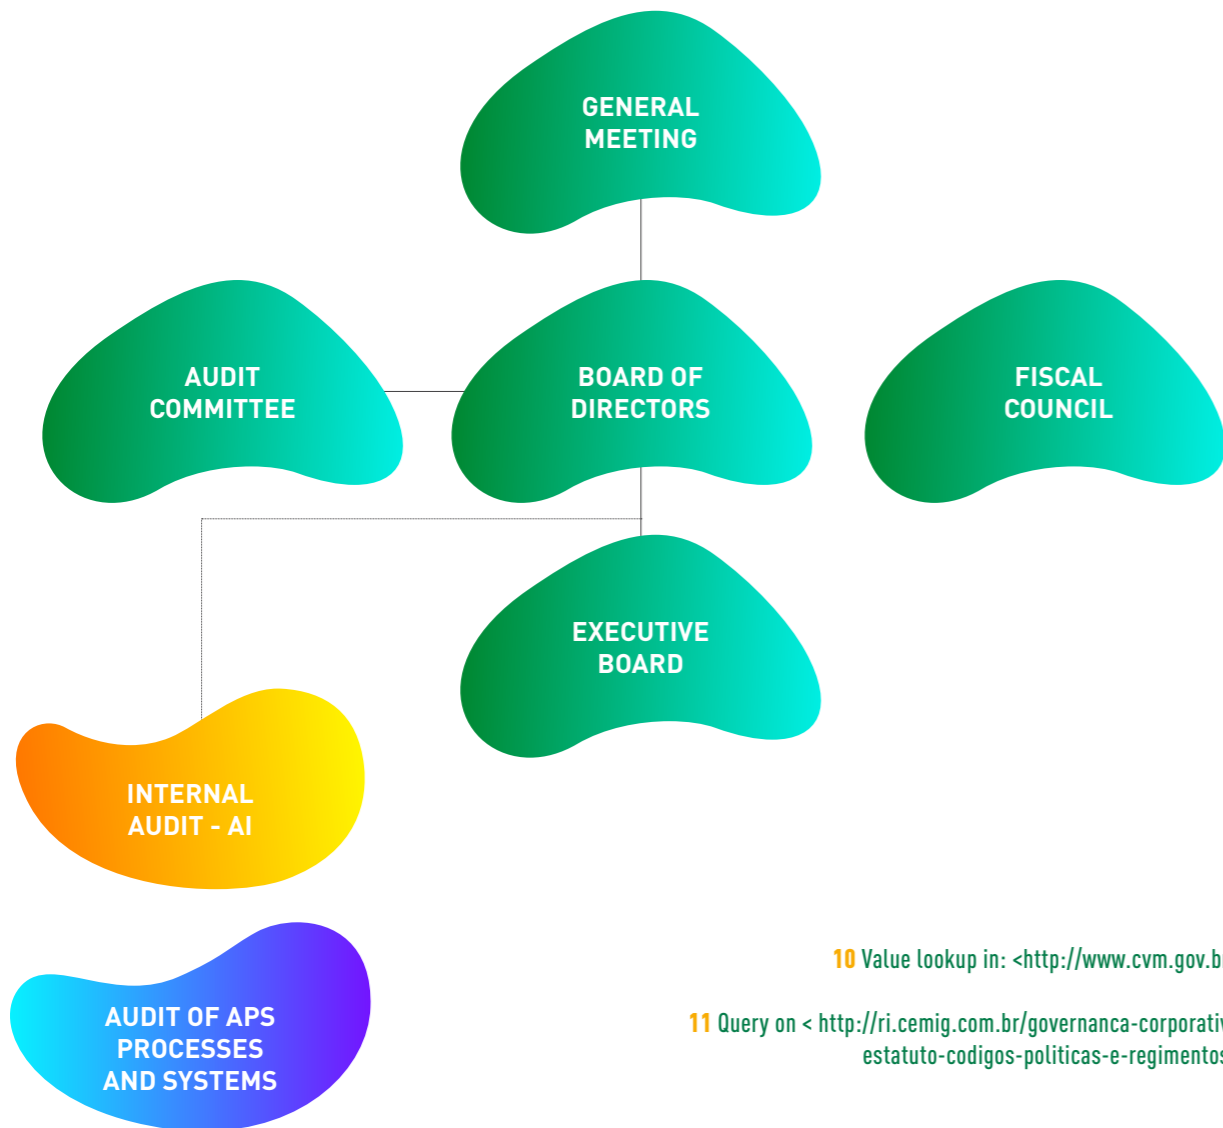 GENERAL
MEETING
AUDIT
COMMITTEE
BOARD OF
DIRECTORS
FISCAL
COUNCIL
EXECUTIVE
BOARD
INTERNAL
AUDIT - AI
AUDIT OF APS
PROCESSES
AND SYSTEMS
10 Value lookup in: <http://www.cvm.gov.b
11 Query on < http://ri.cemig.com.br/governanca-corporativ
estatuto-codigos-politicas-e-regimentos